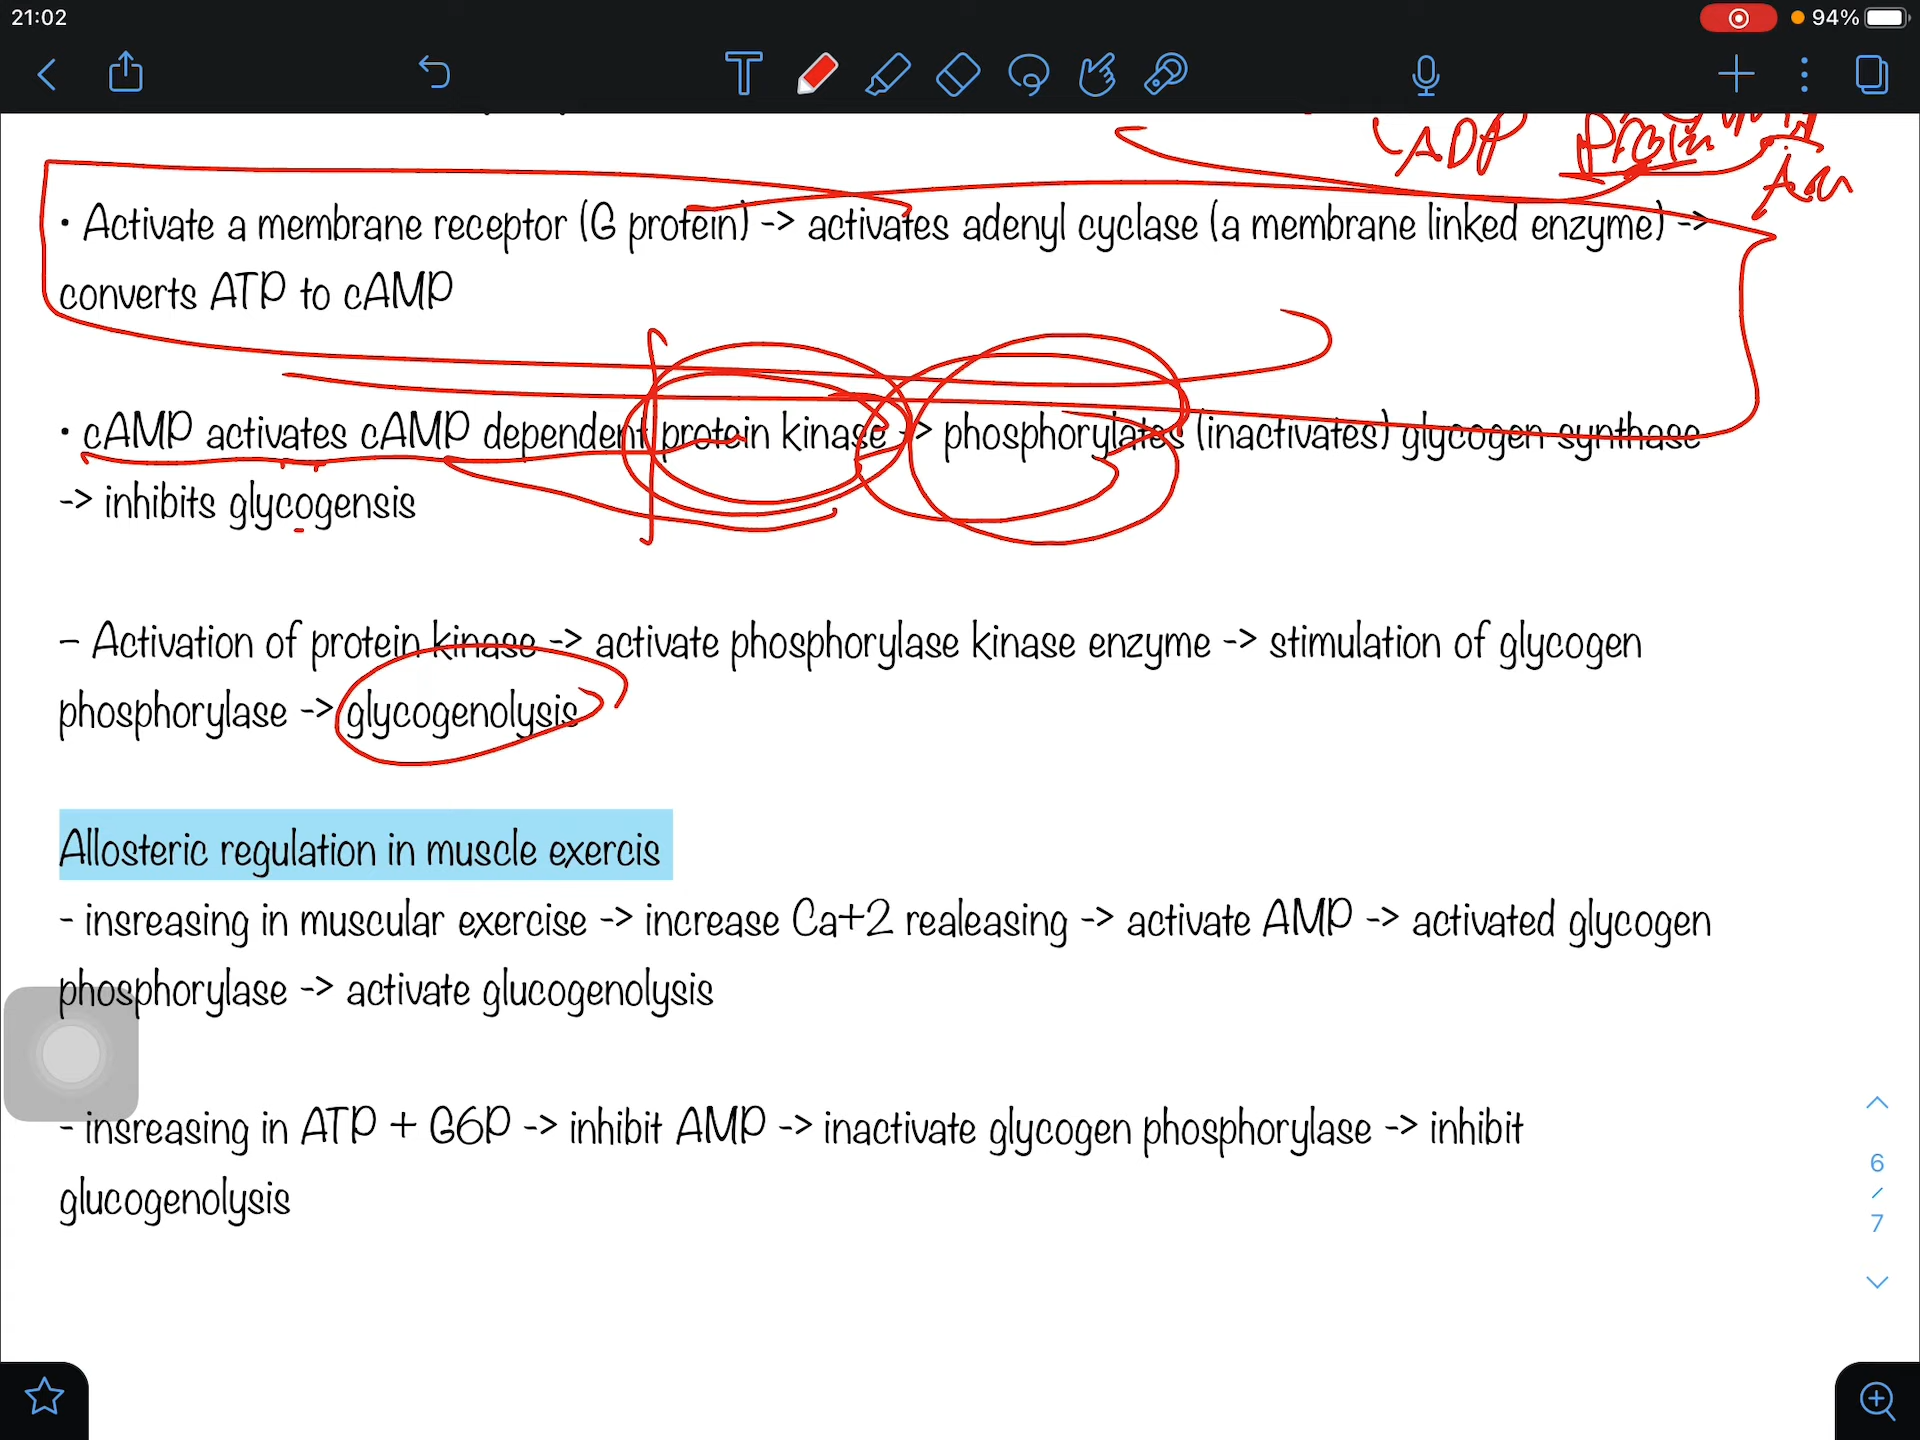 21:02
94%
ADP Protein
• Activate a membrane receptor (G protein) -> activates adenyl cyclase (a membrane linked enzyme) ->
converts ATP to cAMP
• cAMP activates cAMP dependent protein kinase -> phosphorylates (inactivates) glycogen synthase
-> inhibits glycogensis
- Activation of protein kinase -> activate phosphorylase kinase enzyme -> stimulation of glycogen
phosphorylase -> glycogenolysis
Allosteric regulation in muscle exercis
- insreasing in muscular exercise -> increase Ca+2 realeasing -> activate AMP -> activated glycogen
phosphorylase -> activate glucogenolysis
- insreasing in ATP + G6P -> inhibit AMP -> inactivate glycogen phosphorylase -> inhibit
glucogenolysis
6
/
7